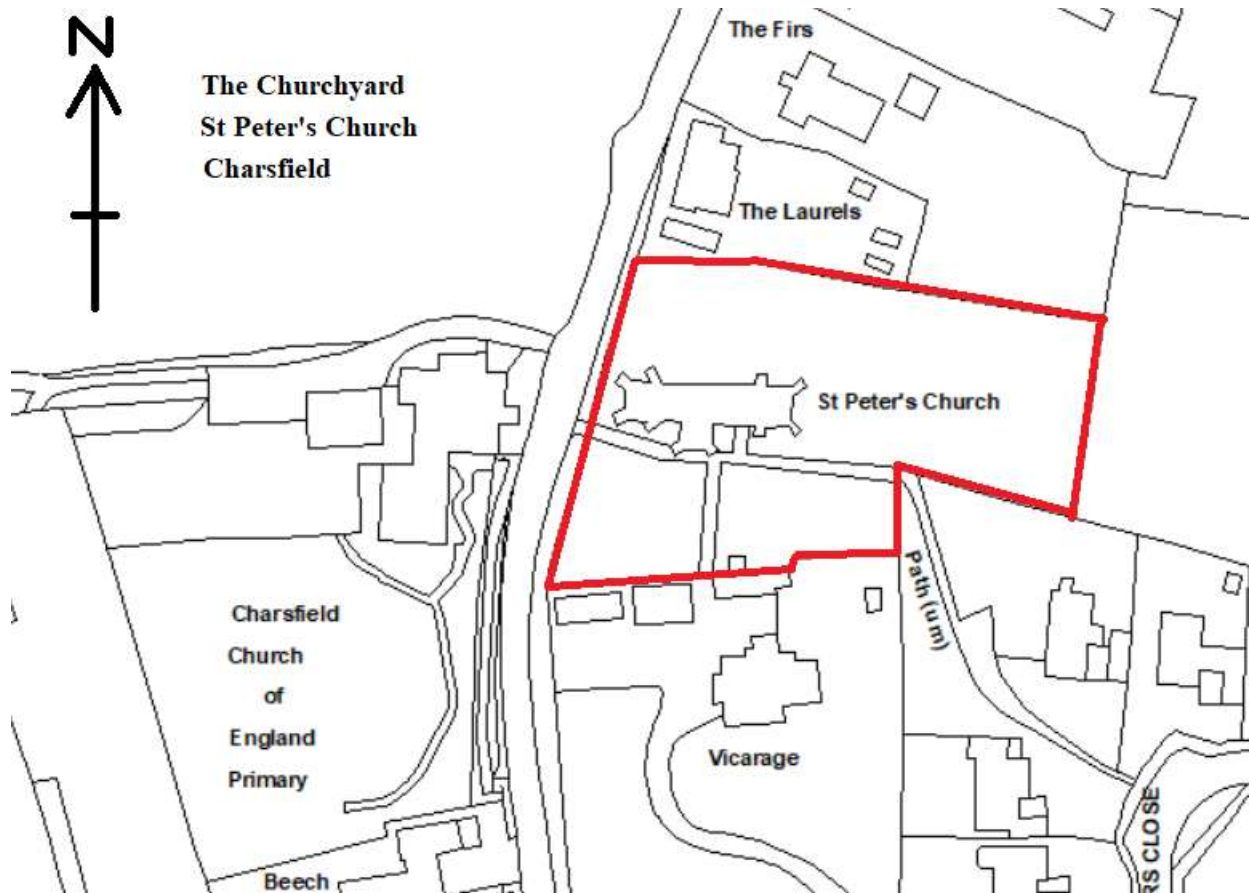 N
The Churchyard
St Peter's Church
Charsfield
The Firs
The Laurels
St Peter's Church
Path (um)
Charsfield
Church
of
England
Primary
Vicarage
Beech
RS CLOSE